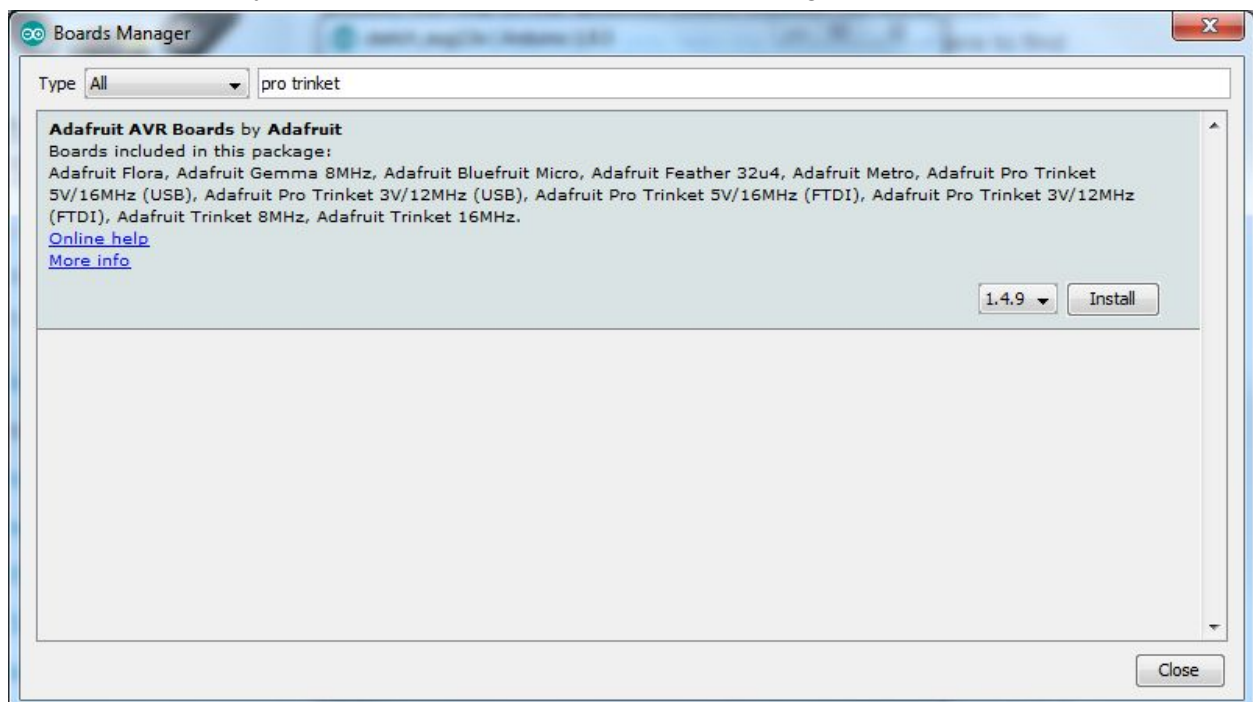 Boards Manager
Type All pro trinket
Adafruit AVR Boards by Adafruit
Boards included in this package:
Adafruit Flora, Adafruit Gemma 8MHz, Adafruit Bluefruit Micro, Adafruit Feather 32u4, Adafruit Metro, Adafruit Pro Trinket
5V/16MHz (USB), Adafruit Pro Trinket 3V/12MHz (USB), Adafruit Pro Trinket 5V/16MHz (FTDI), Adafruit Pro Trinket 3V/12MHz
(FTDI), Adafruit Trinket 8MHz, Adafruit Trinket 16MHz.
Online help
More info
1.4.9 Install
Close